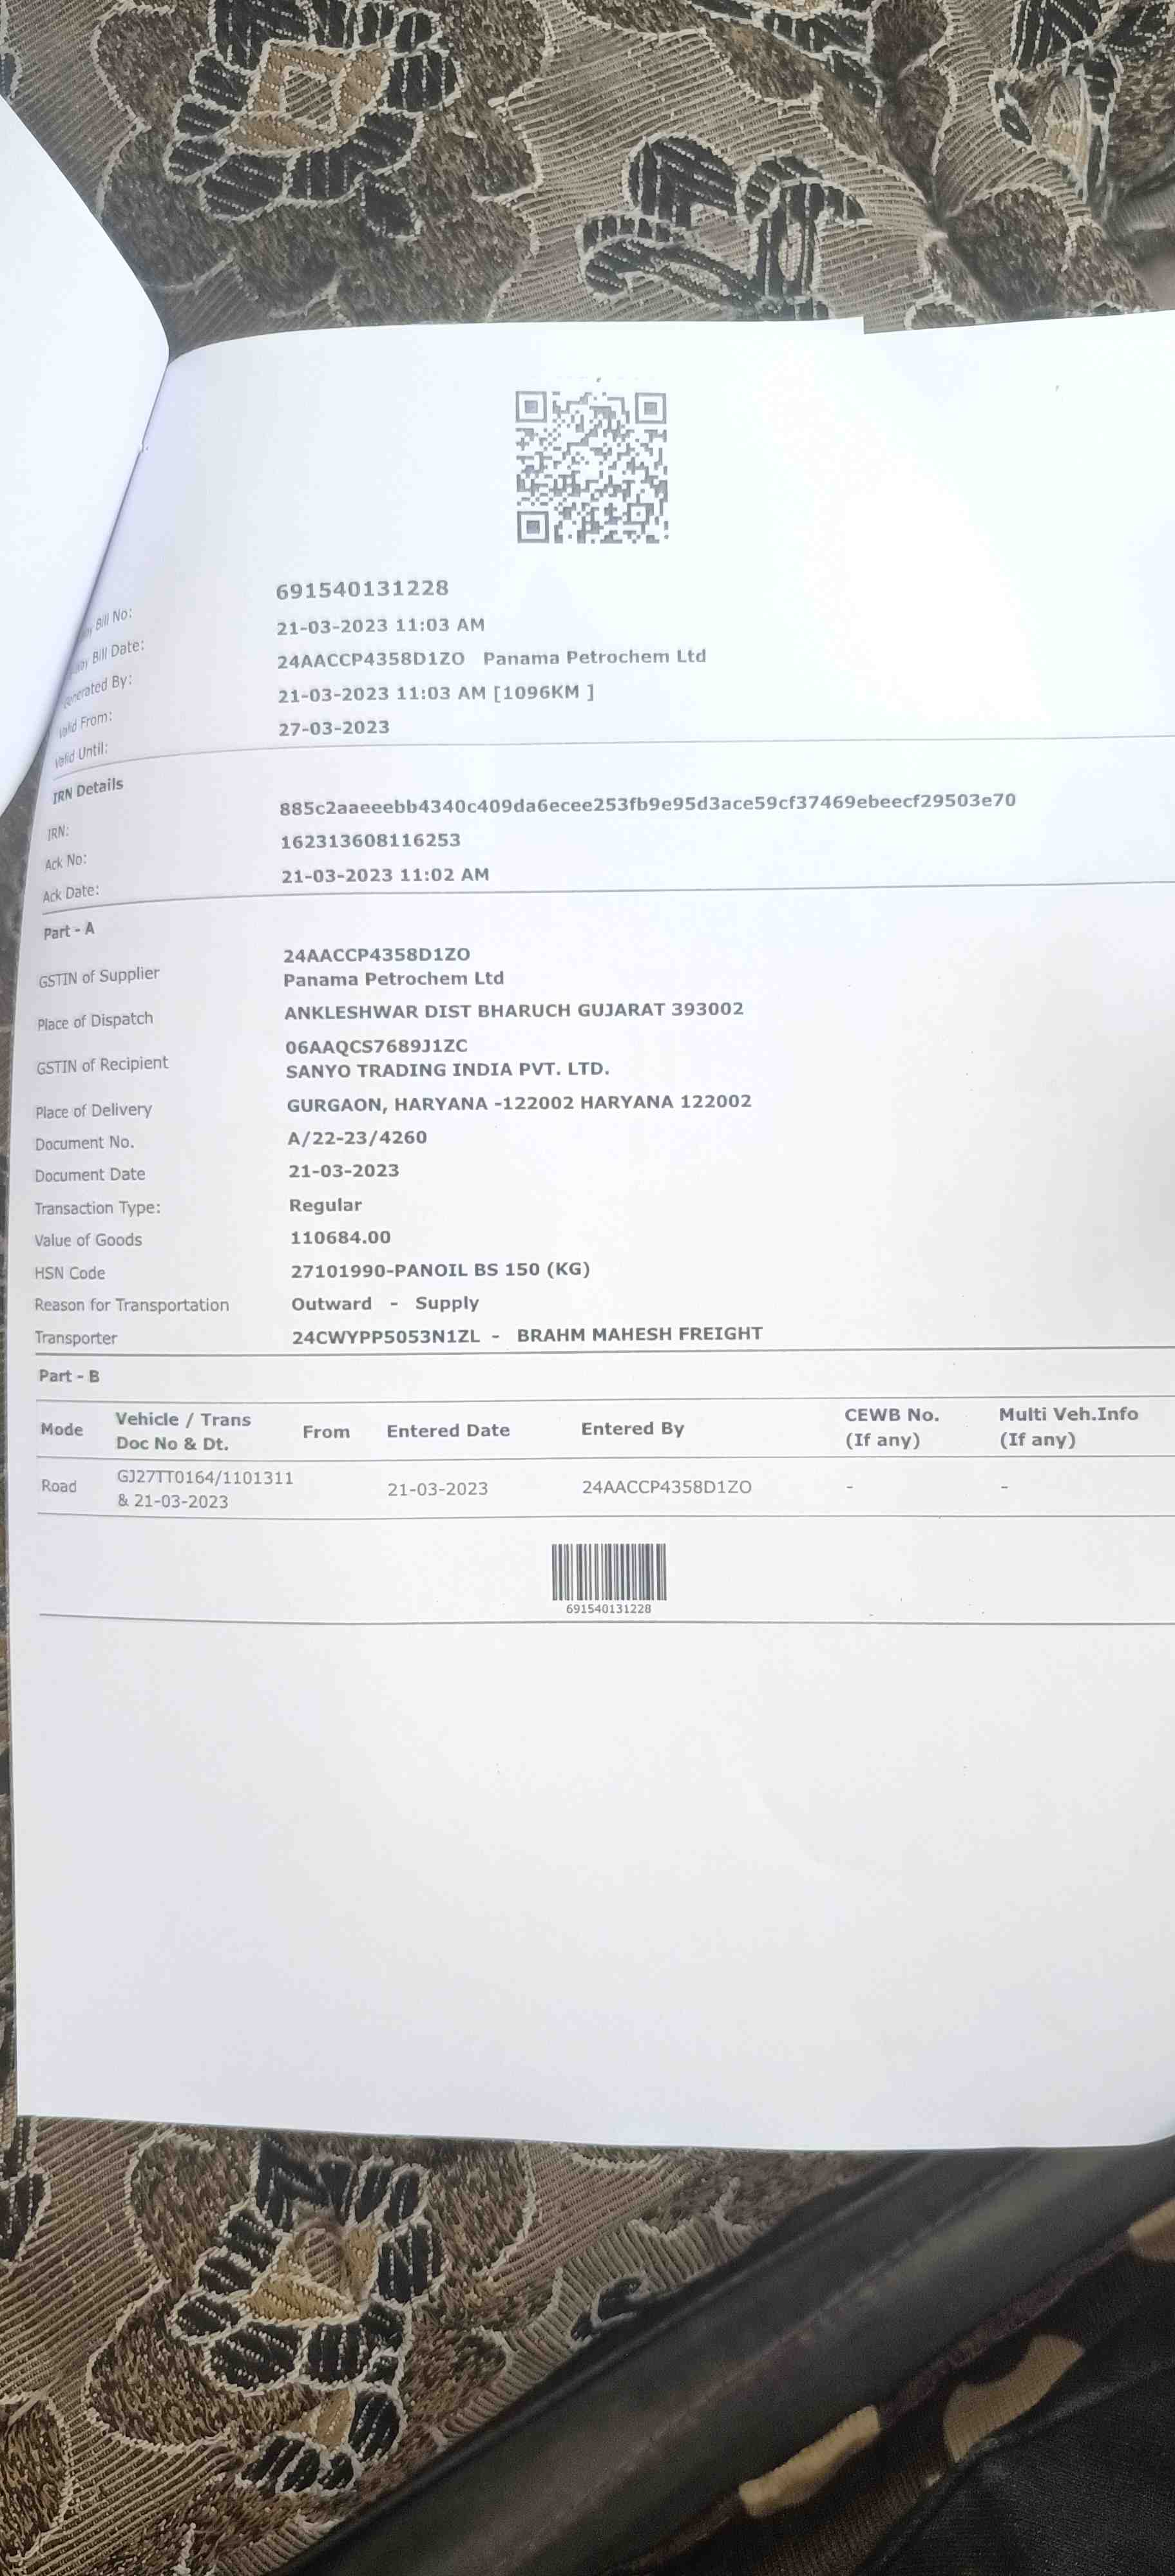 Bill No: 691540131228
Bill Date: 21-03-2023 11:03 AM
Generated By: 24AACCP4358D1ZO Panama Petrochem Ltd
Valid From: 21-03-2023 11:03 AM [1096KM ]
Valid Until: 27-03-2023
IRN Details
IRN: 885c2aaeeebb4340c409da6ecee253fb9e95d3ace59cf37469ebeecf29503e70
Ack No: 162313608116253
Ack Date: 21-03-2023 11:02 AM
Part - A
GSTIN of Supplier 24AACCP4358D1ZO
Panama Petrochem Ltd
Place of Dispatch ANKLESHWAR DIST BHARUCH GUJARAT 393002
GSTIN of Recipient 06AAQCS7689J1ZC
SANYO TRADING INDIA PVT. LTD.
Place of Delivery GURGAON, HARYANA -122002 HARYANA 122002
Document No. A/22-23/4260
Document Date 21-03-2023
Transaction Type: Regular
Value of Goods 110684.00
HSN Code 27101990-PANOIL BS 150 (KG)
Reason for Transportation Outward - Supply
Transporter 24CWYPP5053N1ZL - BRAHM MAHESH FREIGHT
Part - B
Mode Vehicle / Trans Doc No & Dt. From Entered Date Entered By CEWB No. (If any) Multi Veh.Info (If any)
Road GJ27TT0164/1101311 & 21-03-2023 21-03-2023 24AACCP4358D1ZO - -
691540131228